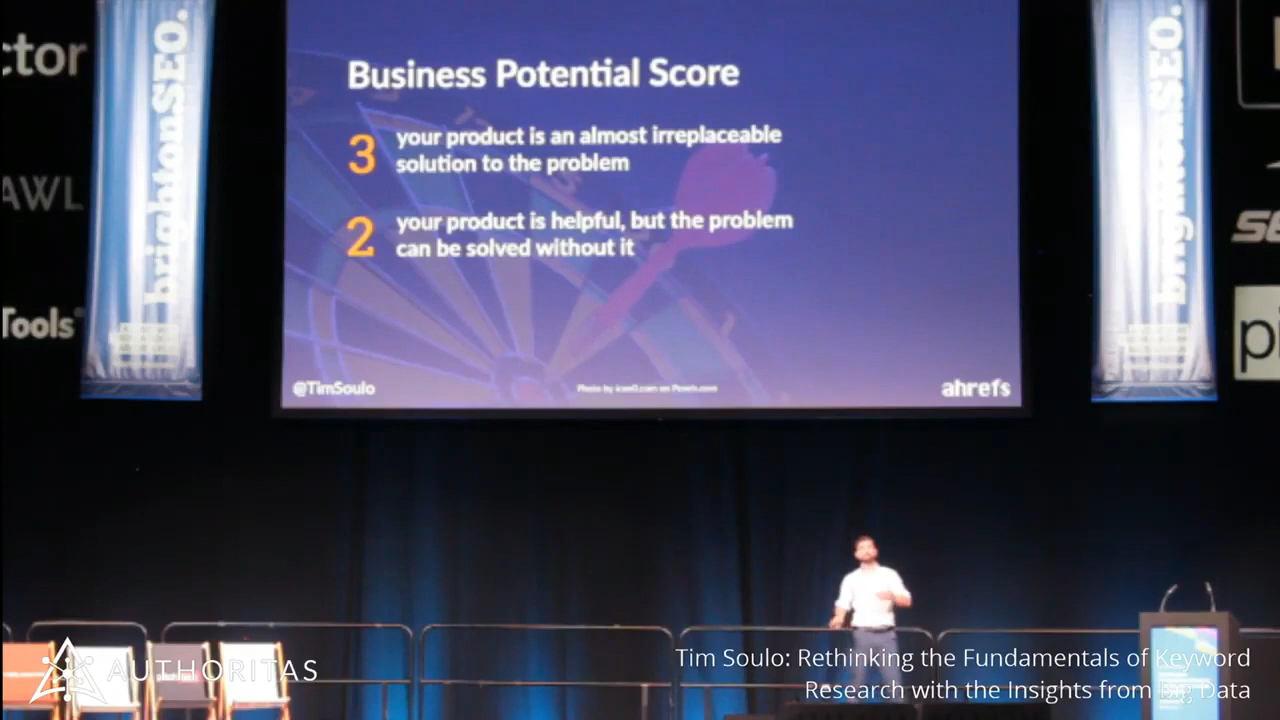 ctor
AWL
Tools
brightonSEO.
Business Potential Score
3
your product is an almost irreplaceable
solution to the problem
2
your product is helpful, but the problem
can be solved without it
@TimSoulo
ahrefs
brightonSEO.
SE
pi
AUTHORITAS
Tim Soulo: Rethinking the Fundamentals of Keyword
Research with the Insights from Big Data